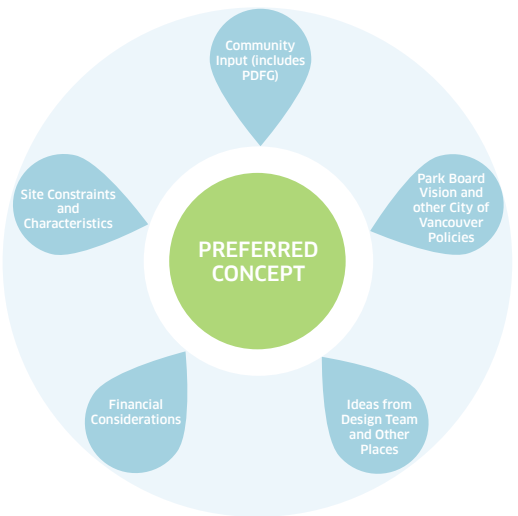 Community
Input (includes
PDFG)
Park Board
Vision and
other City of
Vancouver
Policies
Site Constraints
and
Characteristics
PREFERRED
CONCEPT
Financial
Considerations
Ideas from
Design Team
and Other
Places